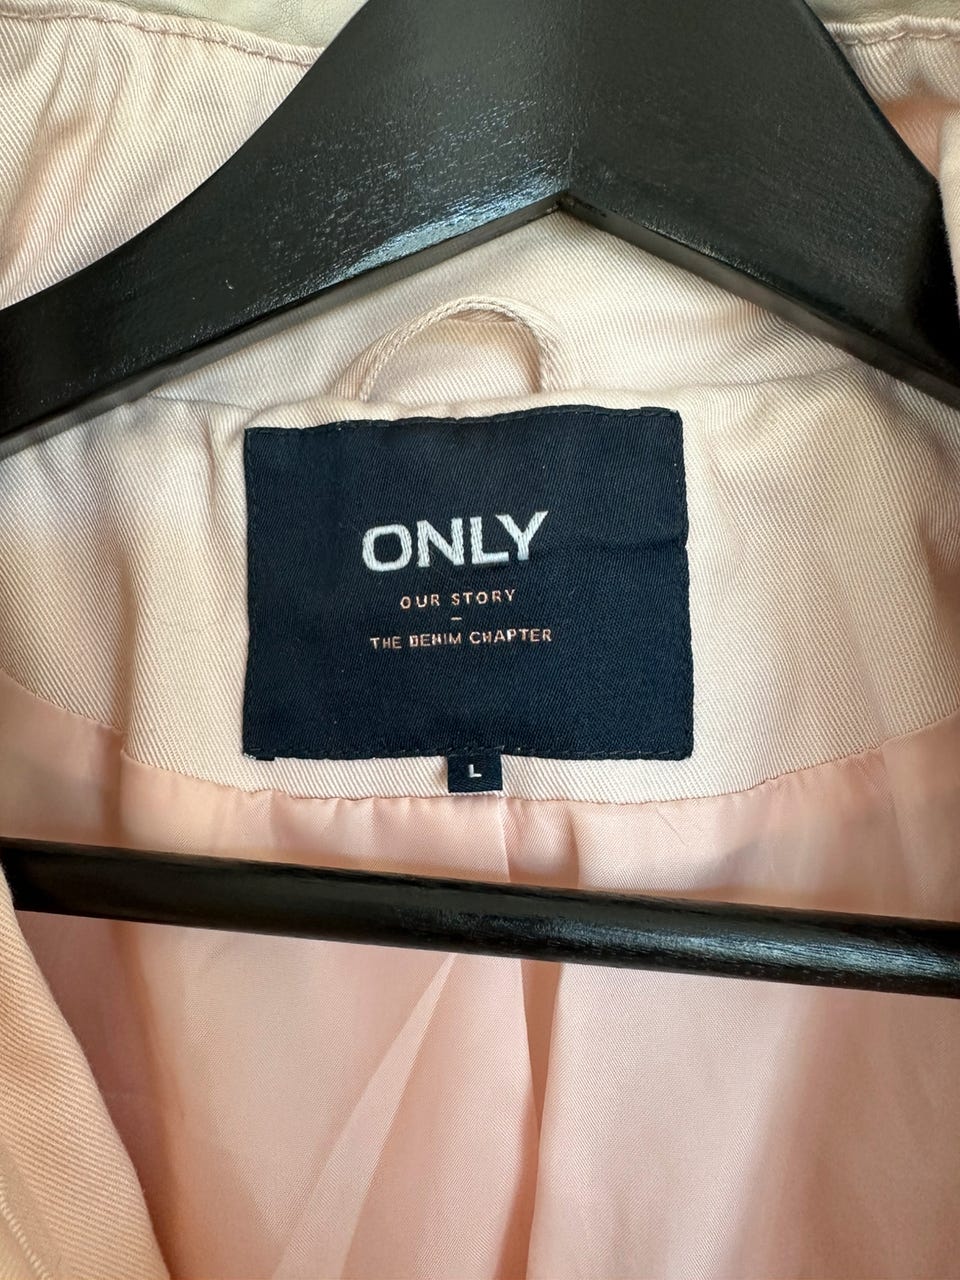 ONLY
OUR STORY
–
THE DENIM CHAPTER
L